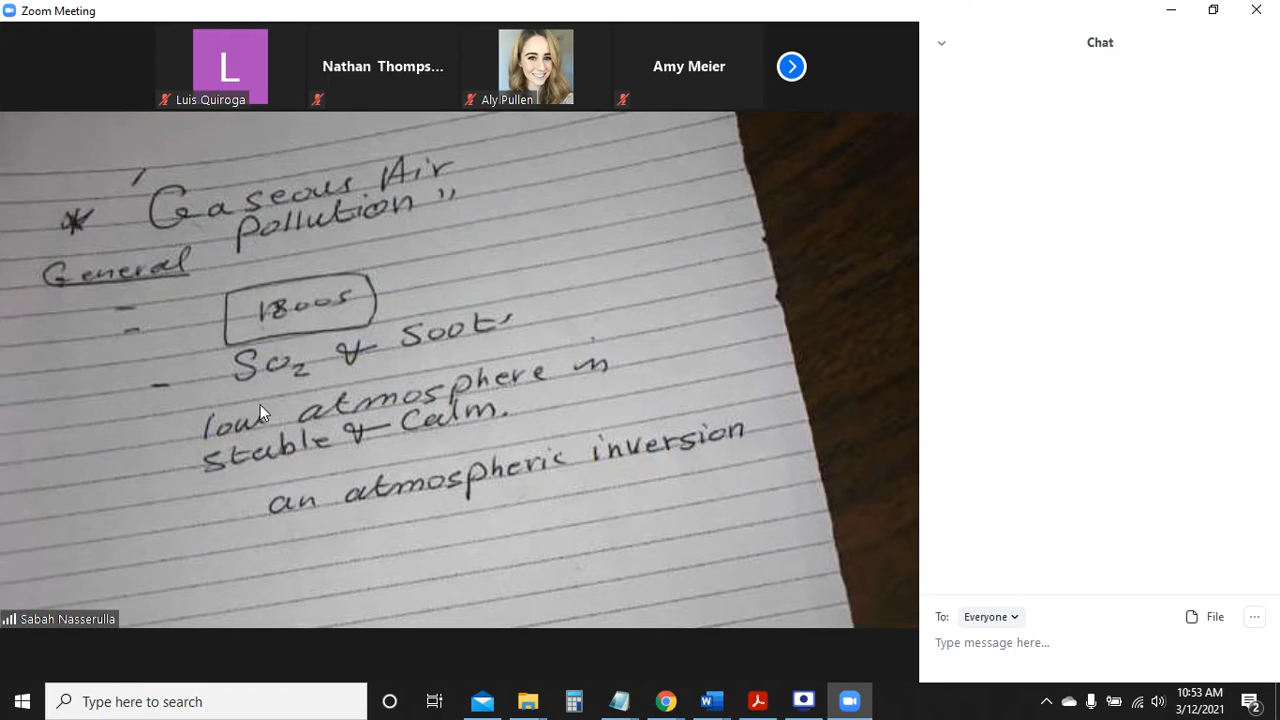 Zoom Meeting
Chat
L
Luis Quiroga
Nathan Thomps...
Aly Pullen
Amy Meier
* "Gaseous Air
Pollution"
General
- 1800s
-
- SO2 & Soot.
low atmosphere in
stable & Calm.
an atmospheric inversion
Sabah Nasserulla
To: Everyone
File
Type message here...
Type here to search
10:53 AM
3/12/2021
2